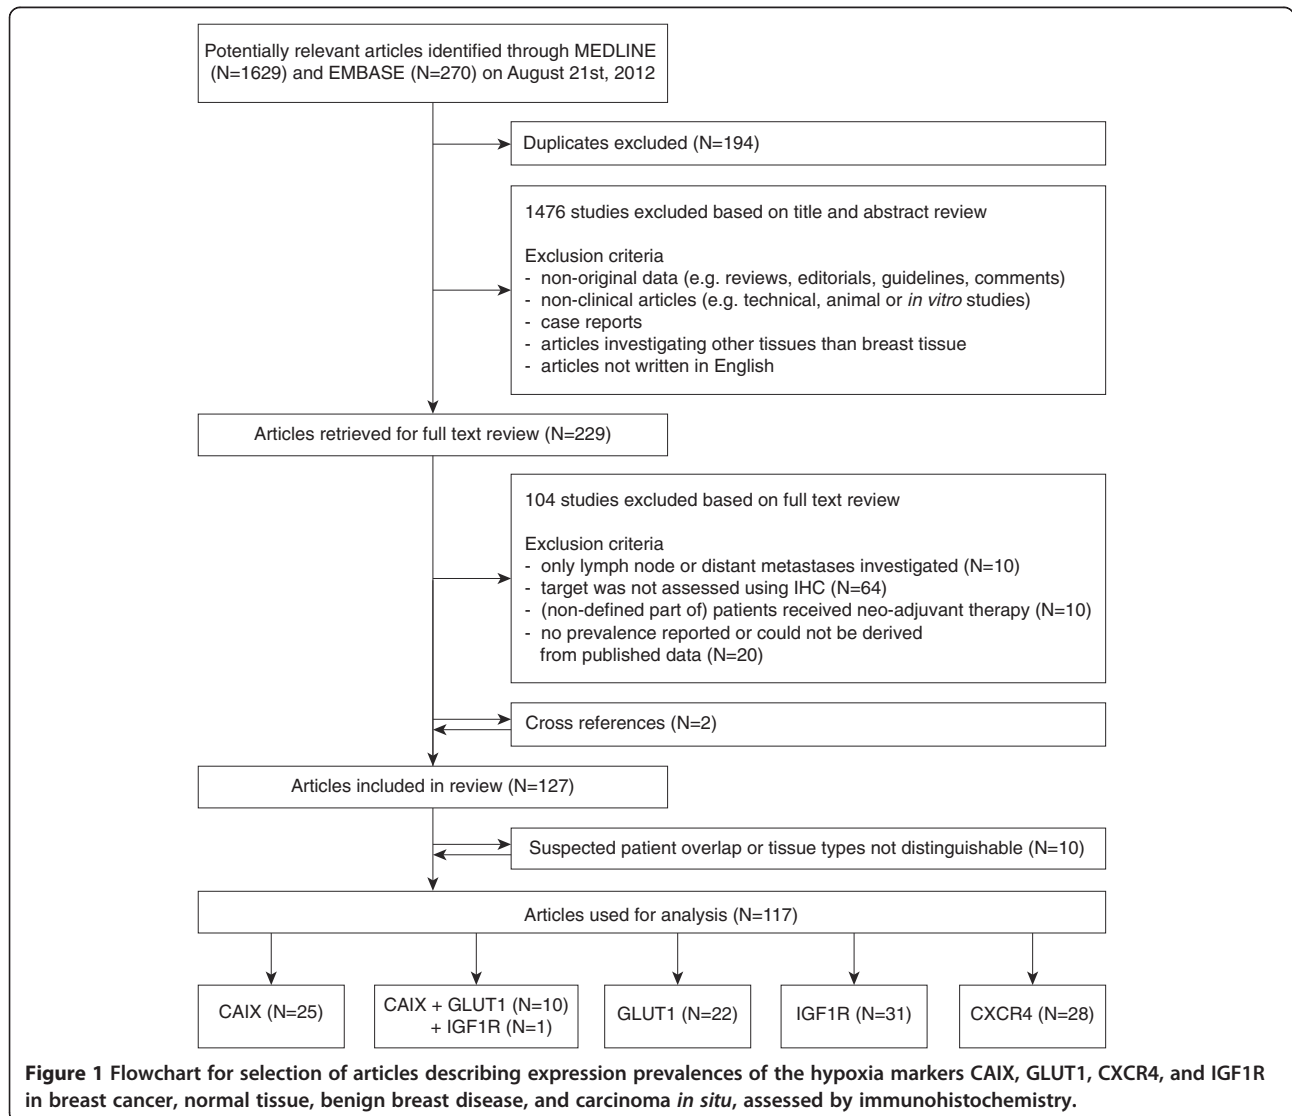 Potentially relevant articles identified through MEDLINE
(N=1629) and EMBASE (N=270) on August 21st, 2012
Duplicates excluded (N=194)
1476 studies excluded based on title and abstract review
Exclusion criteria
- non-original data (e.g. reviews, editorials, guidelines, comments)
- non-clinical articles (e.g. technical, animal or in vitro studies)
- case reports
- articles investigating other tissues than breast tissue
- articles not written in English
Articles retrieved for full text review (N=229)
104 studies excluded based on full text review
Exclusion criteria
- only lymph node or distant metastases investigated (N=10)
- target was not assessed using IHC (N=64)
- (non-defined part of) patients received neo-adjuvant therapy (N=10)
- no prevalence reported or could not be derived
from published data (N=20)
Cross references (N=2)
Articles included in review (N=127)
Suspected patient overlap or tissue types not distinguishable (N=10)
Articles used for analysis (N=117)
CAIX (N=25)
CAIX + GLUT1 (N=10)
+ IGF1R (N=1)
GLUT1 (N=22)
IGF1R (N=31)
CXCR4 (N=28)
Figure 1 Flowchart for selection of articles describing expression prevalences of the hypoxia markers CAIX, GLUT1, CXCR4, and IGF1R
in breast cancer, normal tissue, benign breast disease, and carcinoma in situ, assessed by immunohistochemistry.